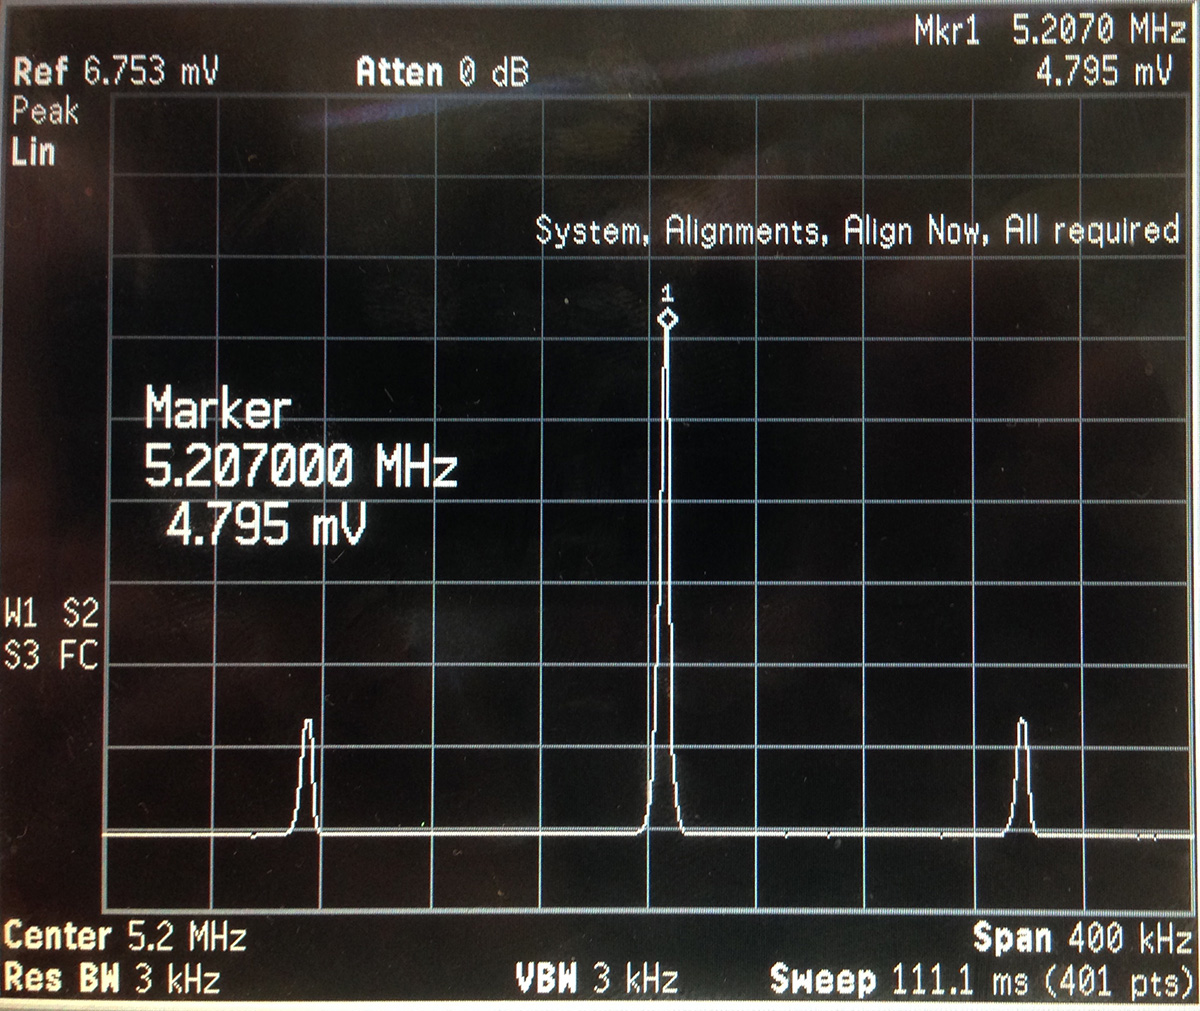 Mkr1 5.2070 MHz
Ref 6.753 mV Atten 0 dB 4.795 mV
Peak
Lin
System, Alignments, Align Now, All required
1
Marker
5.207000 MHz
4.795 mV
W1 S2
S3 FC
Center 5.2 MHz Span 400 kHz
Res BW 3 kHz VBW 3 kHz Sweep 111.1 ms (401 pts)